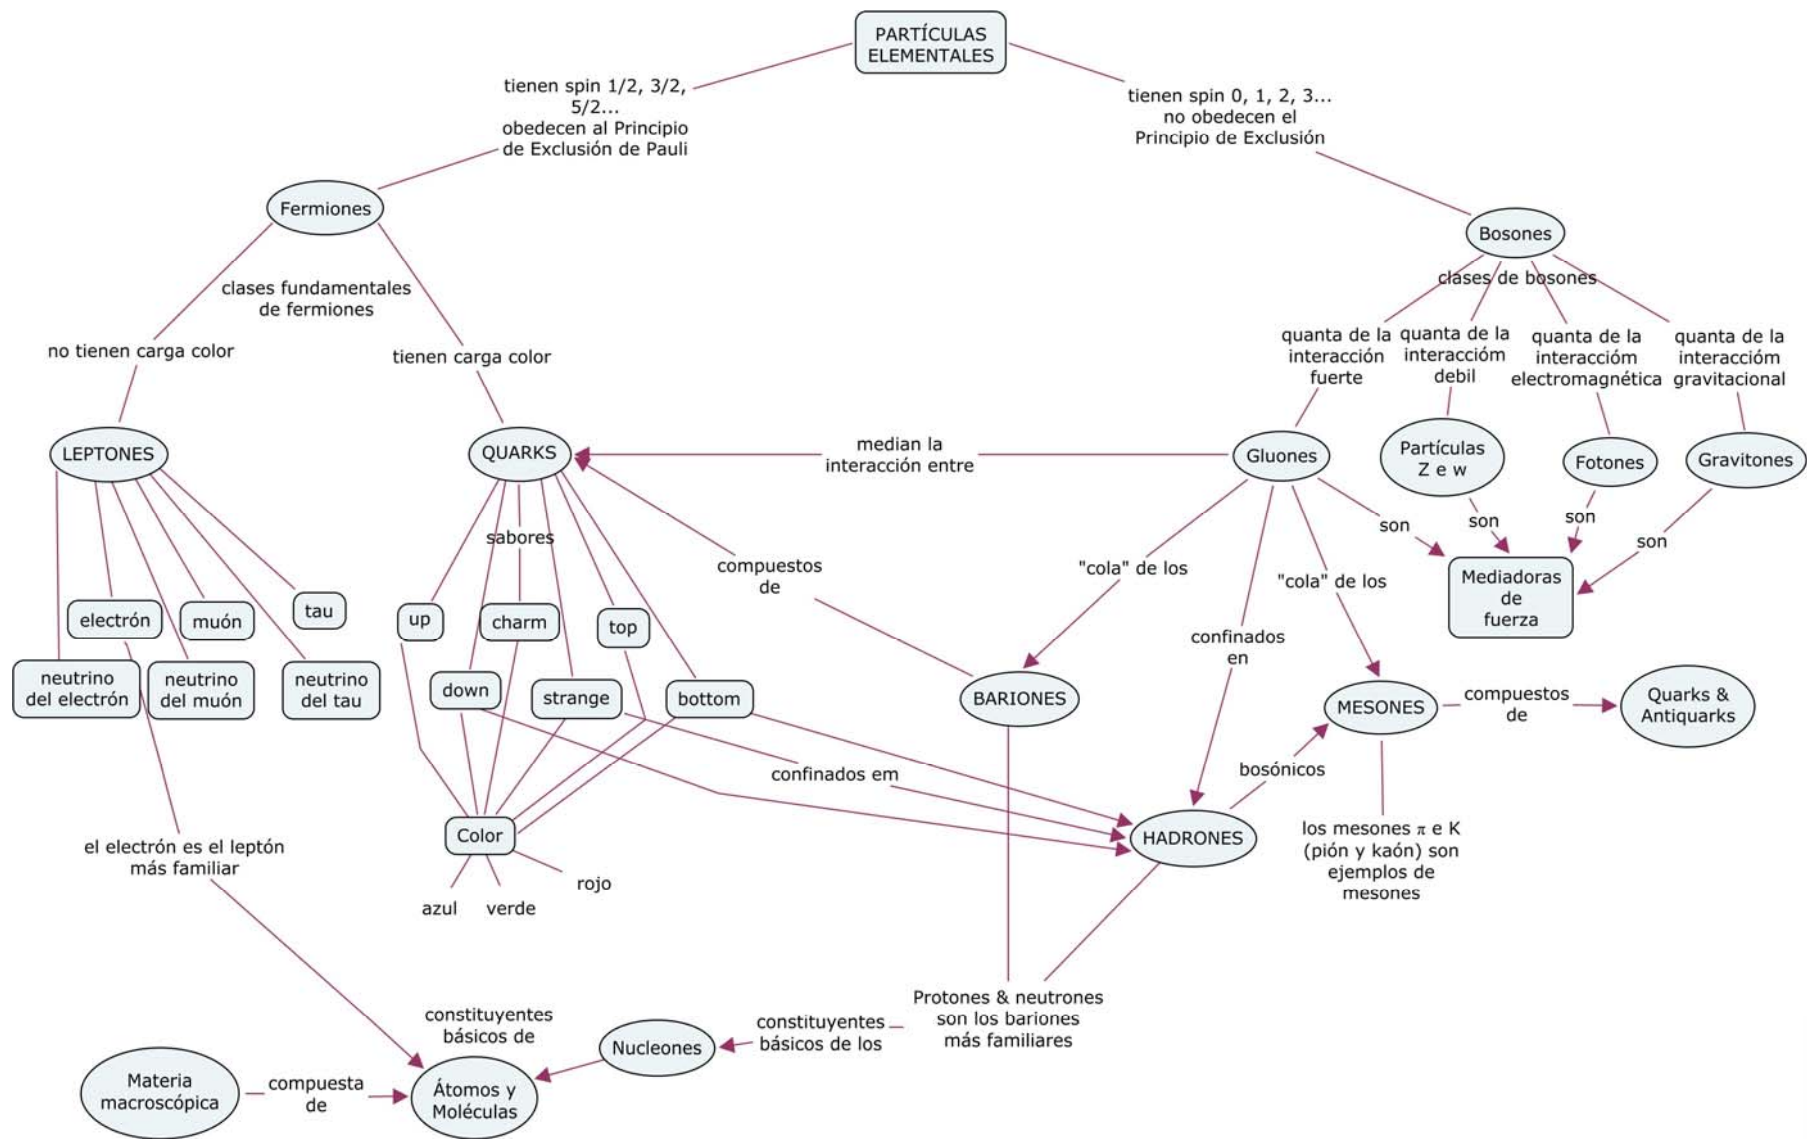 PARTÍCULAS
ELEMENTALES
tienen spin 1/2, 3/2,
5/2...
obedecen al Principio
de Exclusión de Pauli
tienen spin 0, 1, 2, 3...
no obedecen el
Principio de Exclusión
Fermiones
Bosones
clases fundamentales
de fermiones
clases de bosones
no tienen carga color
tienen carga color
quanta de la
interacción
fuerte
quanta de la
interaccióm
debil
quanta de la
interaccióm
electromagnética
quanta de la
interaccióm
gravitacional
LEPTONES
QUARKS
median la
interacción entre
Gluones
Partículas
Z e w
Fotones
Gravitones
sabores
compuestos
de
"cola" de los
"cola" de los
confinados
en
son
son
son
son
Mediadoras
de
fuerza
electrón
muón
tau
neutrino
del electrón
neutrino
del muón
neutrino
del tau
up
charm
top
down
strange
bottom
BARIONES
MESONES
compuestos
de
Quarks &
Antiquarks
confinados em
bosónicos
Color
HADRONES
los mesones π e K
(pión y kaón) son
ejemplos de
mesones
el electrón es el leptón
más familiar
azul
verde
rojo
Protones & neutrones
son los bariones
más familiares
constituyentes
básicos de los
Nucleones
constituyentes
básicos de
Materia
macroscópica
compuesta
de
Átomos y
Moléculas